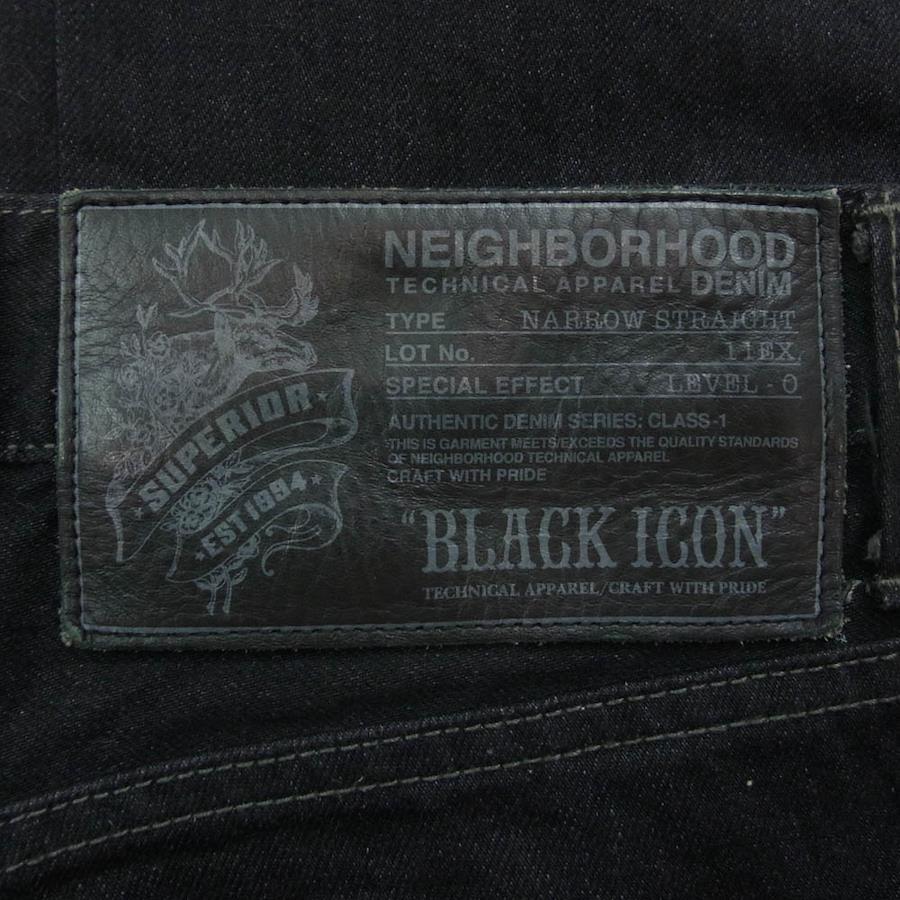 SUPERIOR
EST 1994
NEIGHBORHOOD
TECHNICAL APPAREL DENIM
TYPE NARROW STRAIGHT
LOT No. 11EX
SPECIAL EFFECT LEVEL - 0
AUTHENTIC DENIM SERIES: CLASS-1
THIS IS GARMENT MEETS/EXCEEDS THE QUALITY STANDARDS
OF NEIGHBORHOOD TECHNICAL APPAREL
CRAFT WITH PRIDE
"BLACK ICON"
TECHNICAL APPAREL/CRAFT WITH PRIDE